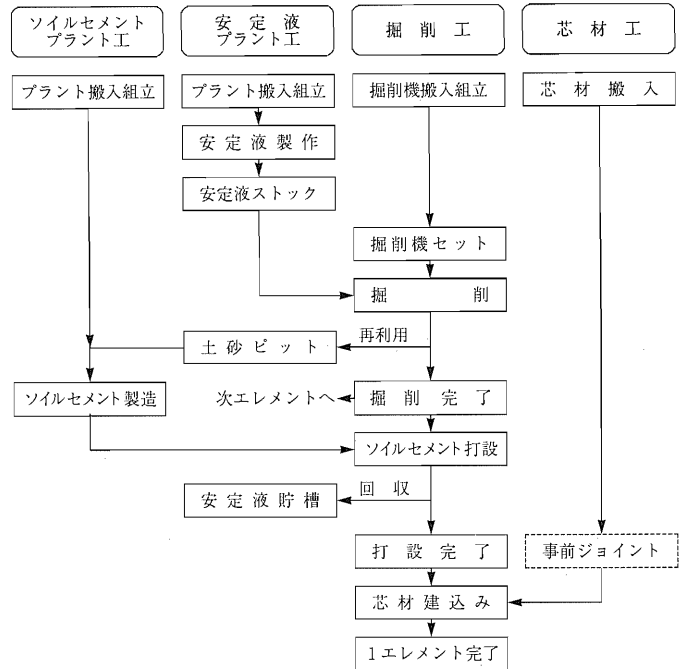 ソイルセメント
プラント工
安定液
プラント工
掘削工
芯材工
プラント搬入組立
プラント搬入組立
掘削機搬入組立
芯材搬入
安定液製作
安定液ストック
掘削機セット
掘削
再利用
土砂ピット
ソイルセメント製造
次エレメントへ
掘削完了
ソイルセメント打設
回収
安定液貯槽
打設完了
事前ジョイント
芯材建込み
1エレメント完了